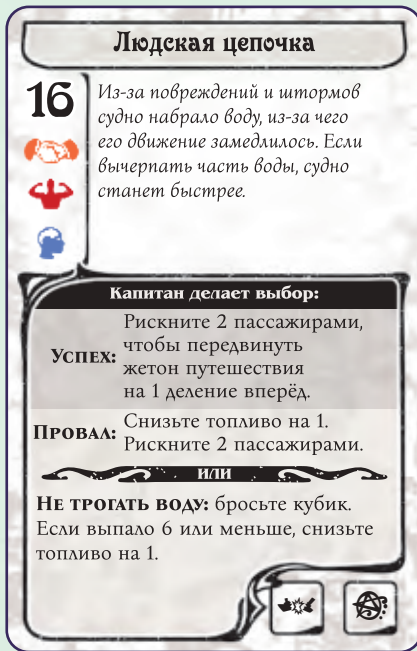 Людская цепочка
16
Из-за повреждений и штормов
судно набрало воду, из-за чего
его движение замедлилось. Если
вычерпать часть воды, судно
станет быстрее.
Капитан делает выбор:
Успех: Рискните 2 пассажирами,
чтобы передвинуть
жетон путешествия
на 1 деление вперёд.
Провал: Снизьте топливо на 1.
Рискните 2 пассажирами.
или
Не трогать воду: бросьте кубик.
Если выпало 6 или меньше, снизьте
топливо на 1.